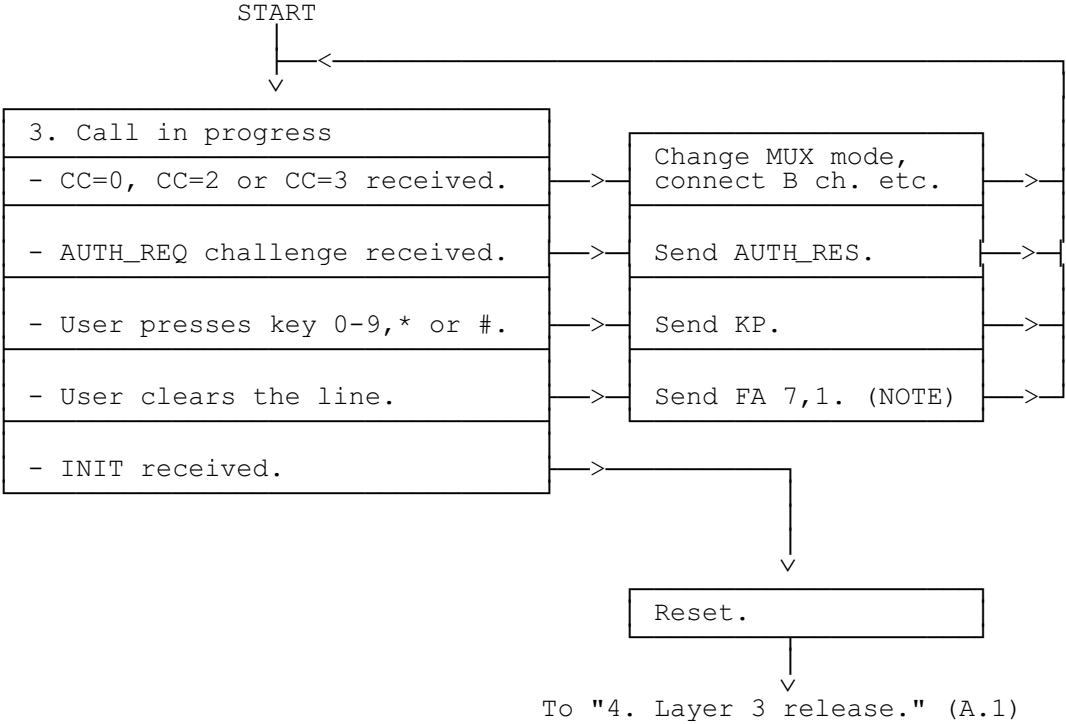 START
3. Call in progress
- CC=0, CC=2 or CC=3 received.
Change MUX mode,
connect B ch. etc.
- AUTH_REQ challenge received.
Send AUTH_RES.
- User presses key 0-9,* or #.
Send KP.
- User clears the line.
Send FA 7,1. (NOTE)
- INIT received.
Reset.
To "4. Layer 3 release." (A.1)